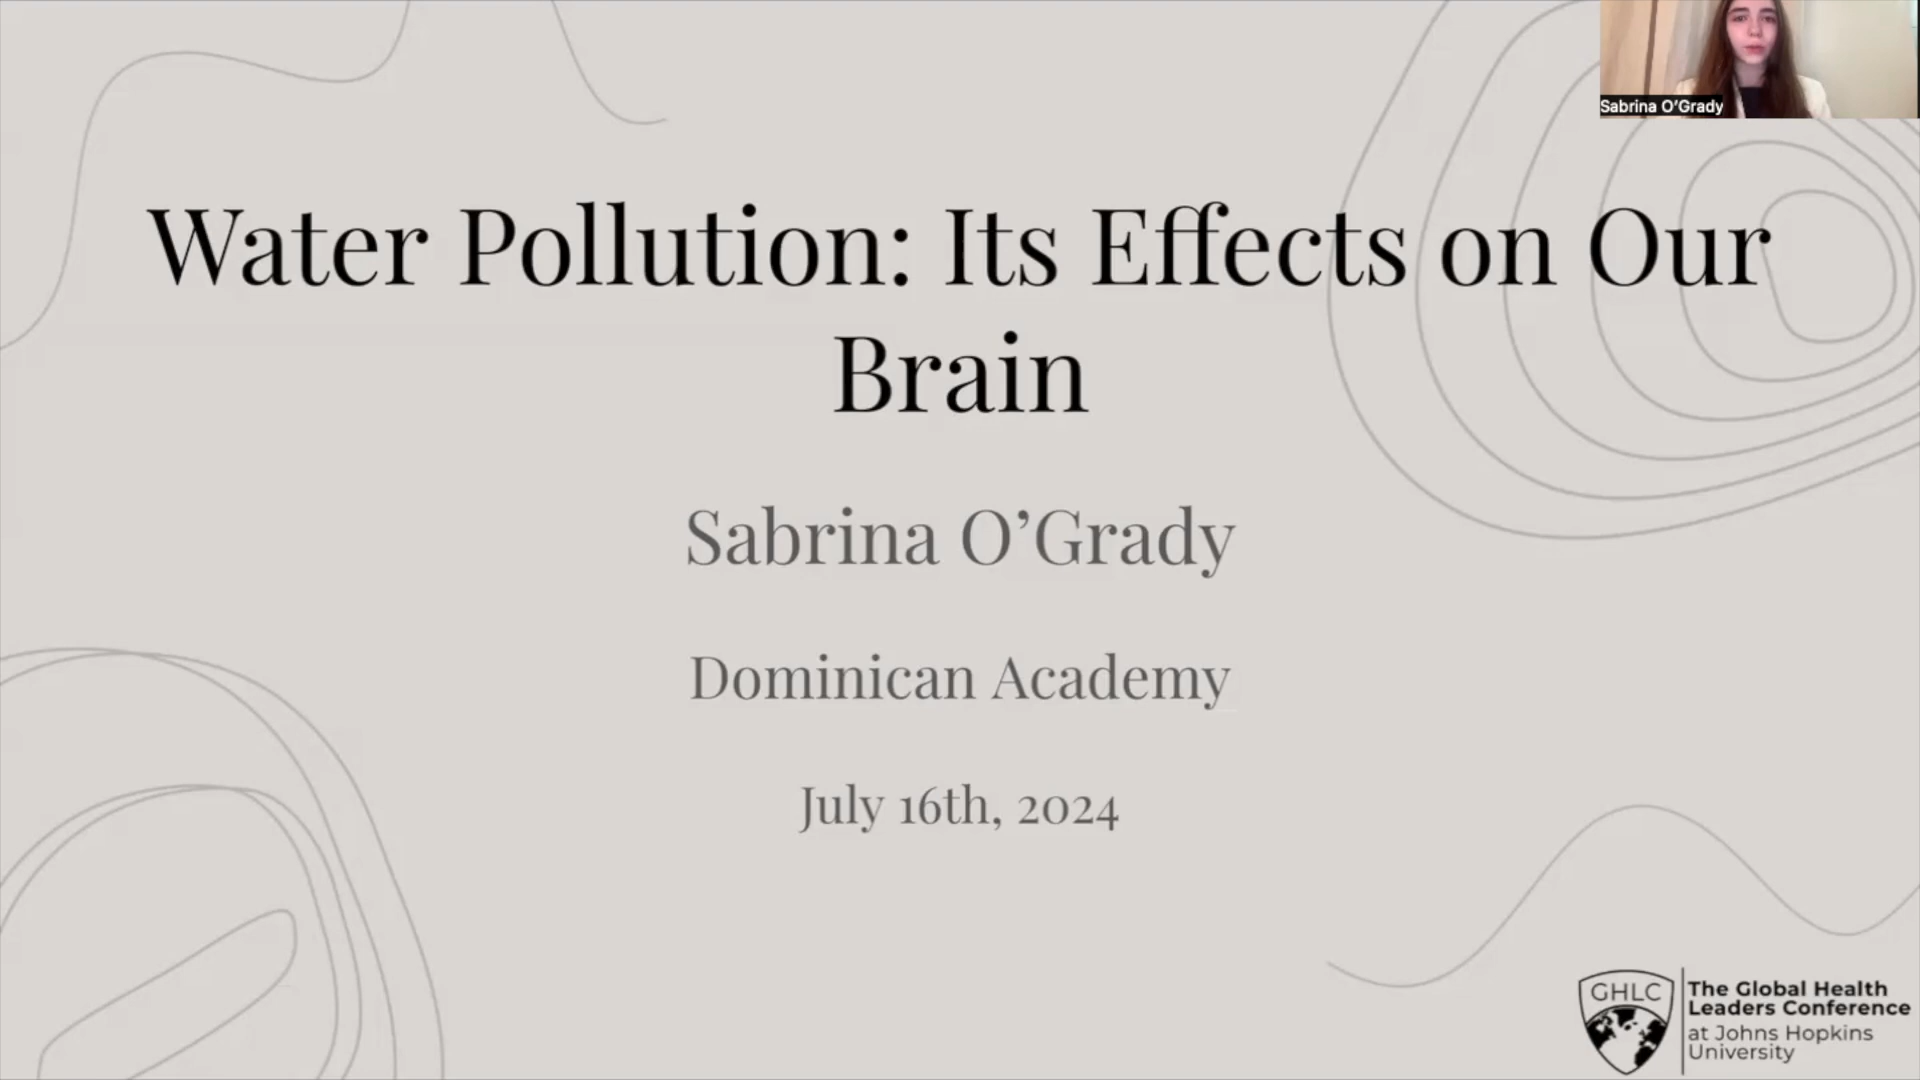 Sabrina O'Grady
Water Pollution: Its Effects on Our
Brain
Sabrina O’Grady
Dominican Academy
July 16th, 2024
GHLC
The Global Health
Leaders Conference
at Johns Hopkins
University